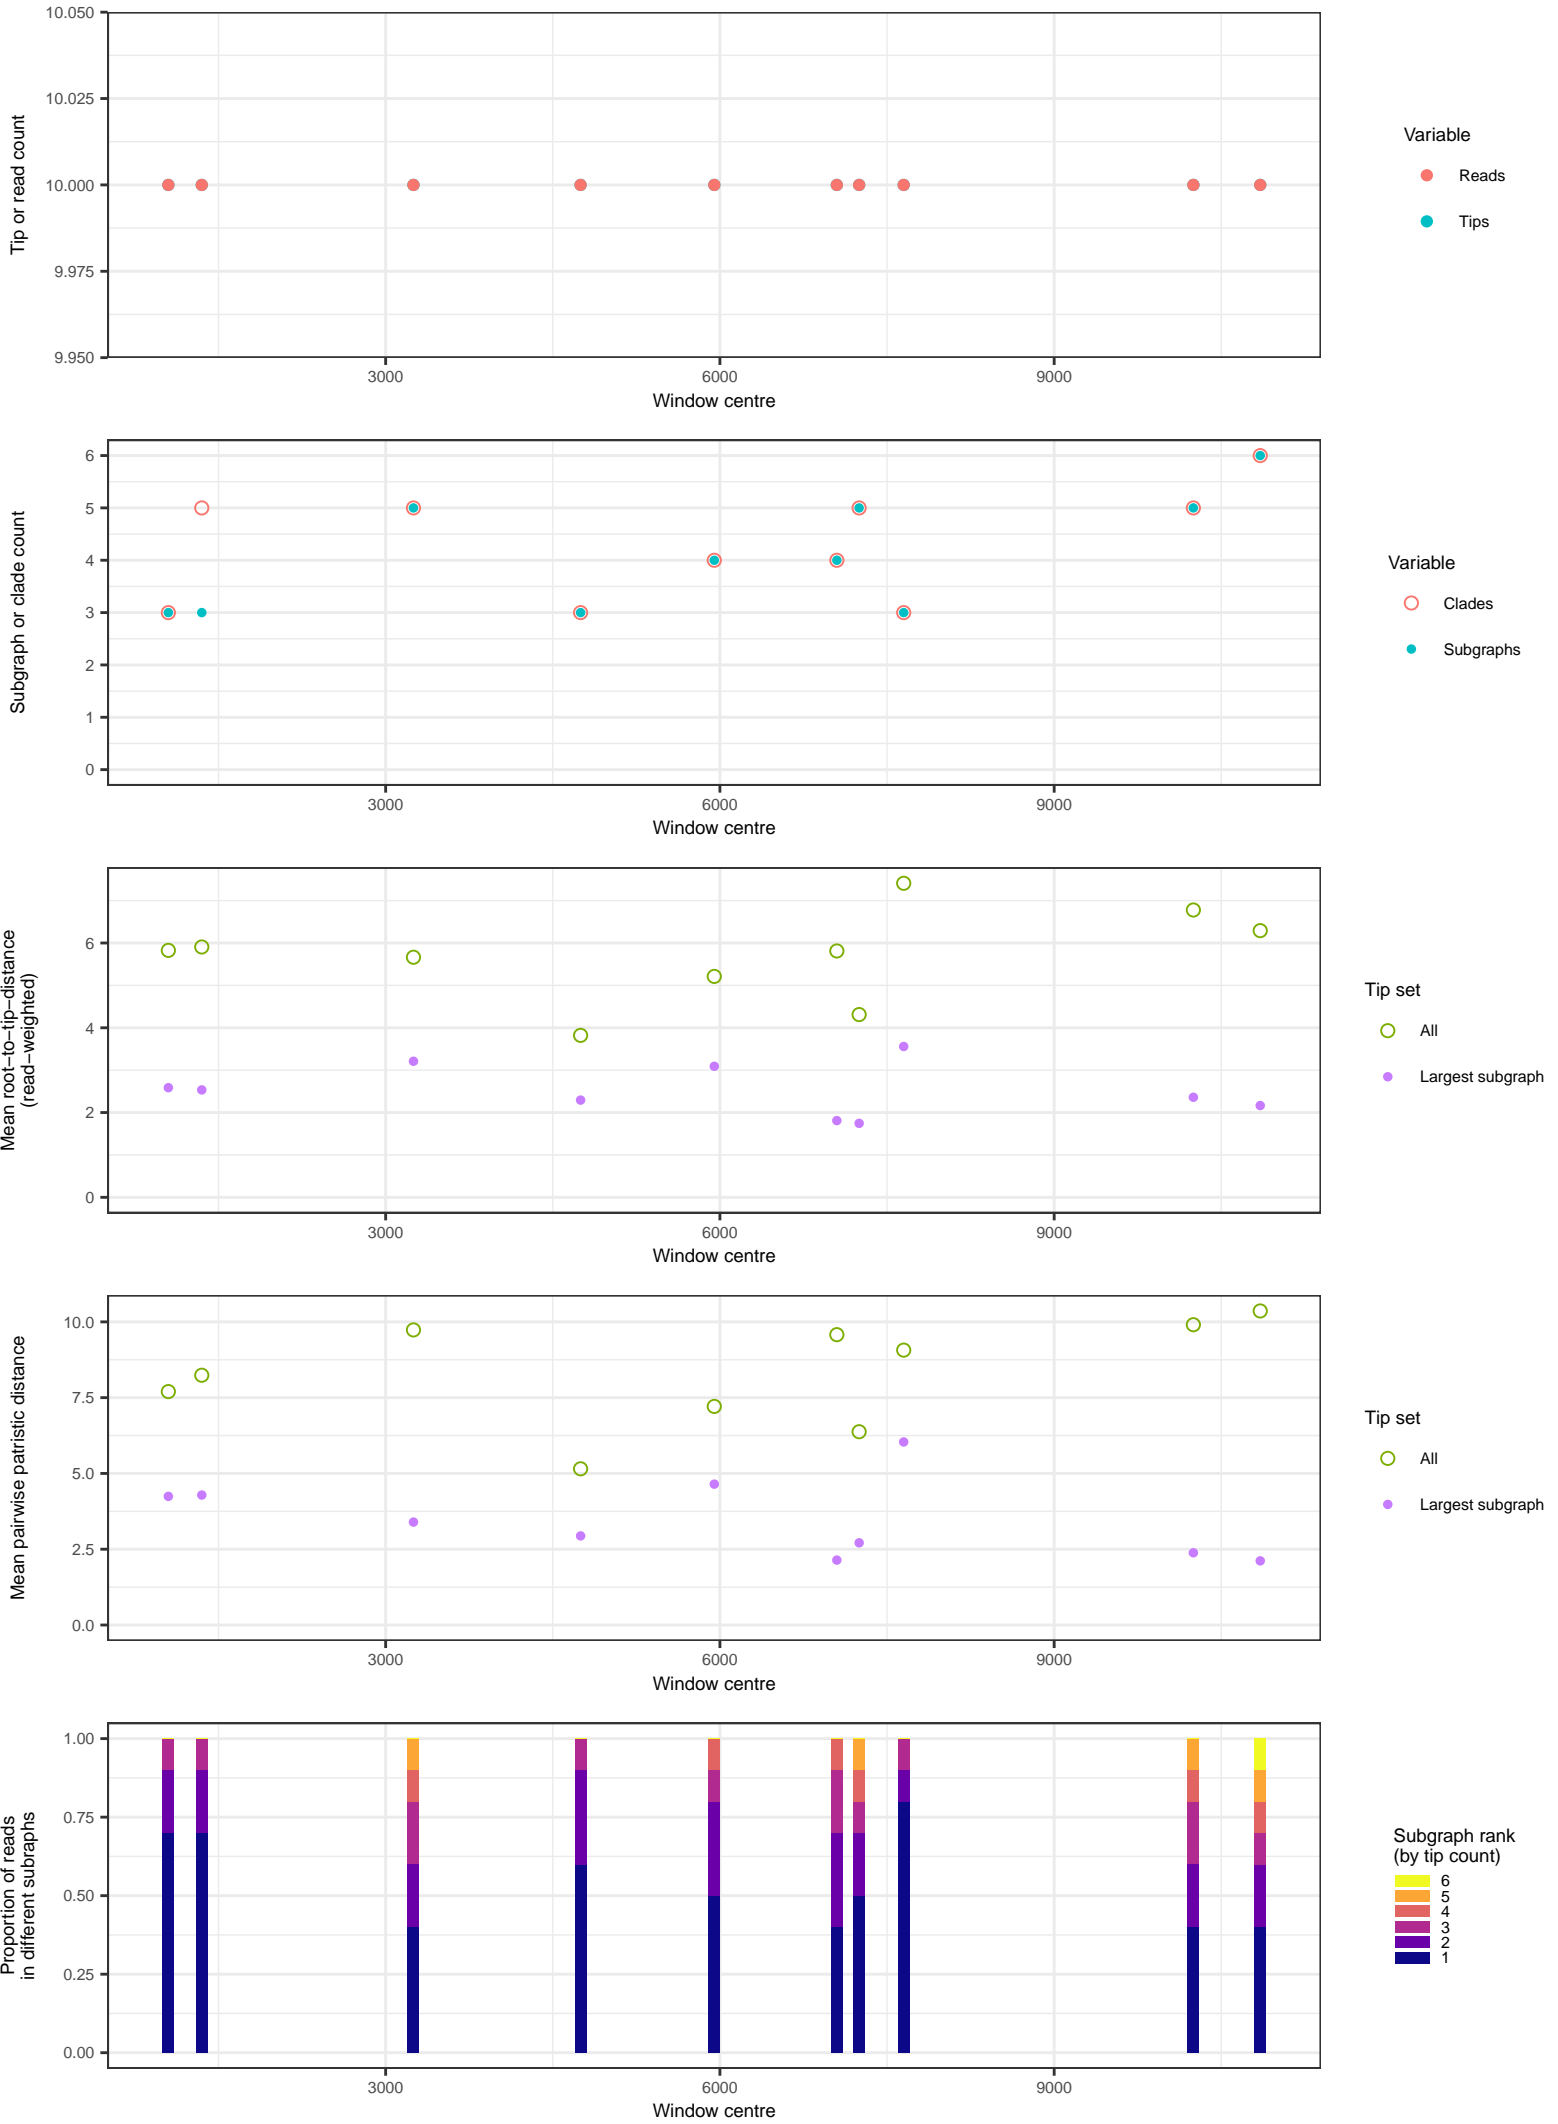 10.050
10.025
10.000
9.975
9.950
Tip or read count
3000
6000
9000
Window centre
Variable
Reads
Tips
6
5
4
3
2
1
0
Subgraph or clade count
3000
6000
9000
Window centre
Variable
Clades
Subgraphs
6
4
2
0
Mean root−to−tip−distance
(read−weighted)
3000
6000
9000
Window centre
Tip set
All
Largest subgraph
10.0
7.5
5.0
2.5
0.0
Mean pairwise patristic distance
3000
6000
9000
Window centre
Tip set
All
Largest subgraph
1.00
0.75
0.50
0.25
0.00
Proportion of reads
in different subraphs
3000
6000
9000
Window centre
Subgraph rank
(by tip count)
6
5
4
3
2
1